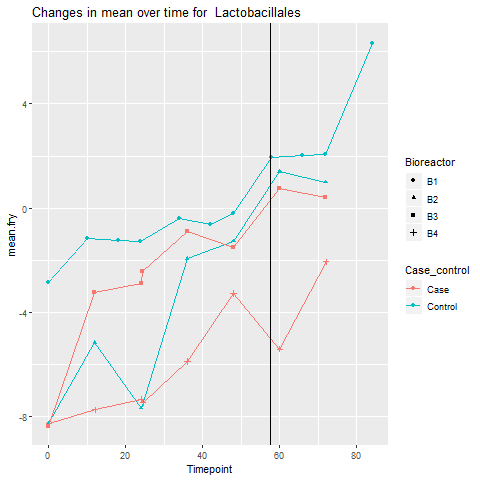 Changes in mean over time for  Lactobacillales
mean.fry
4
0
-4
-8
0
20
40
60
80
Timepoint
Bioreactor
B1
B2
B3
B4
Case_control
Case
Control